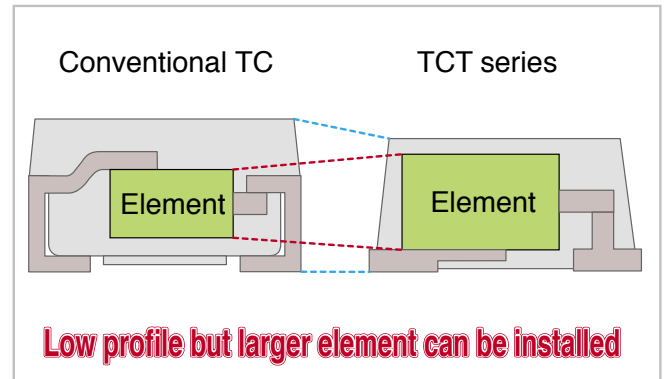 Conventional TC
TCT series
Element
Element
Low profile but larger element can be installed